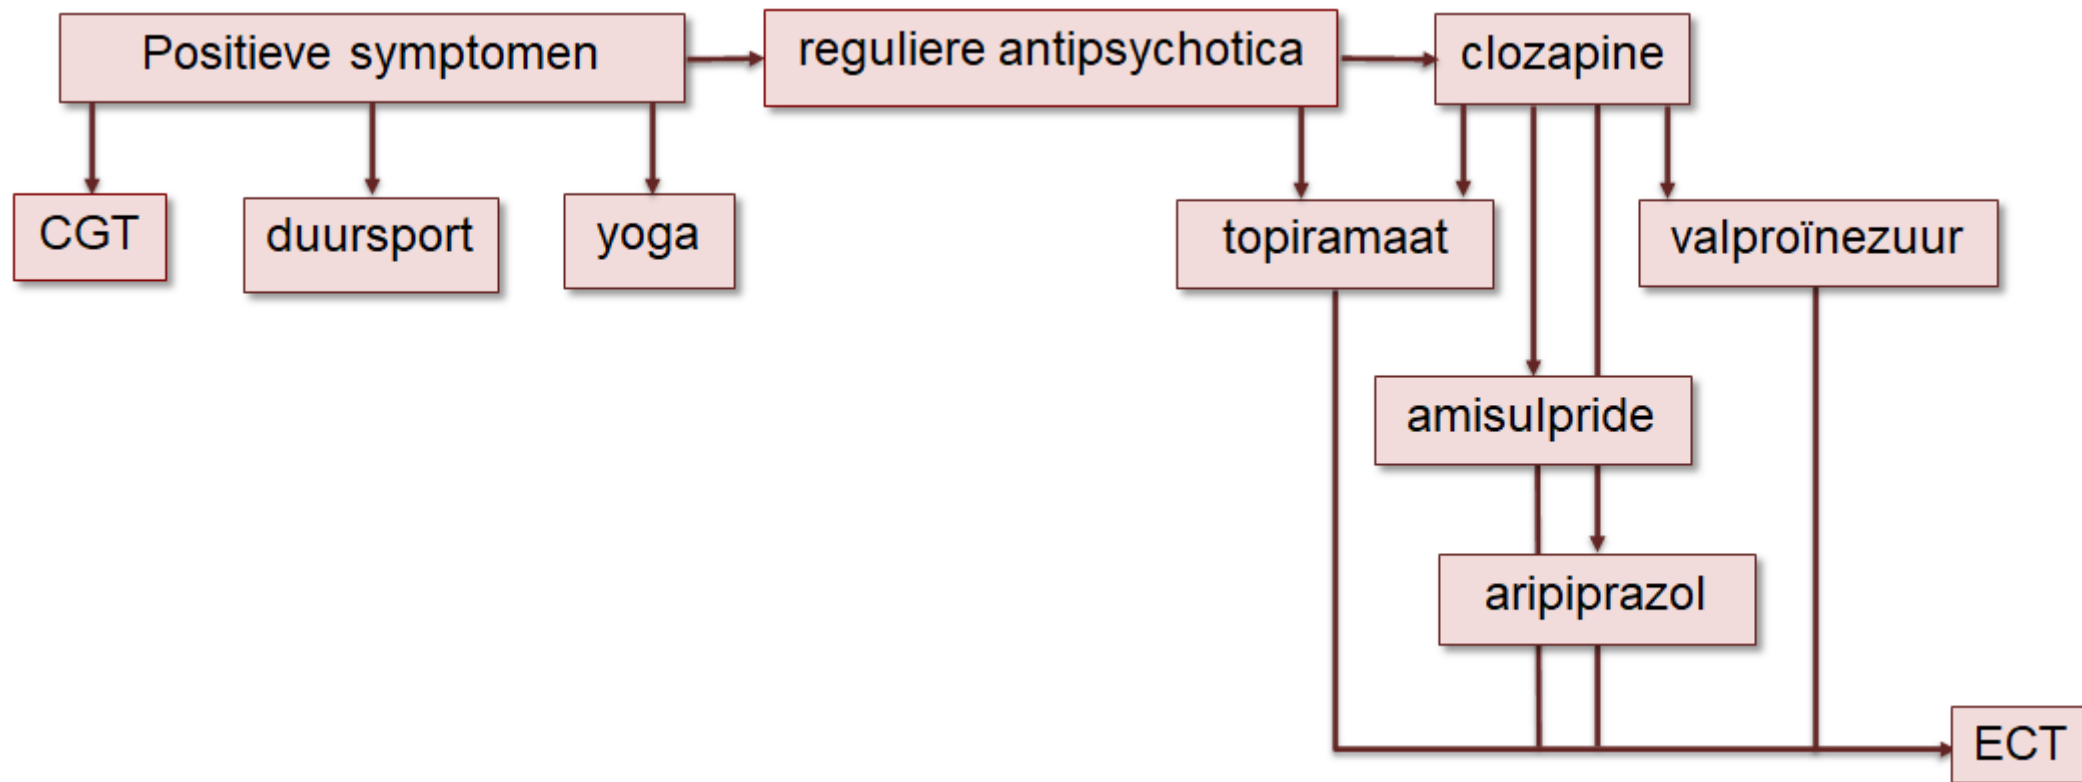 Positieve symptomen
reguliere antipsychotica
clozapine
CGT
duursport
yoga
topiramaat
valproïnezuur
amisulpride
aripiprazol
ECT